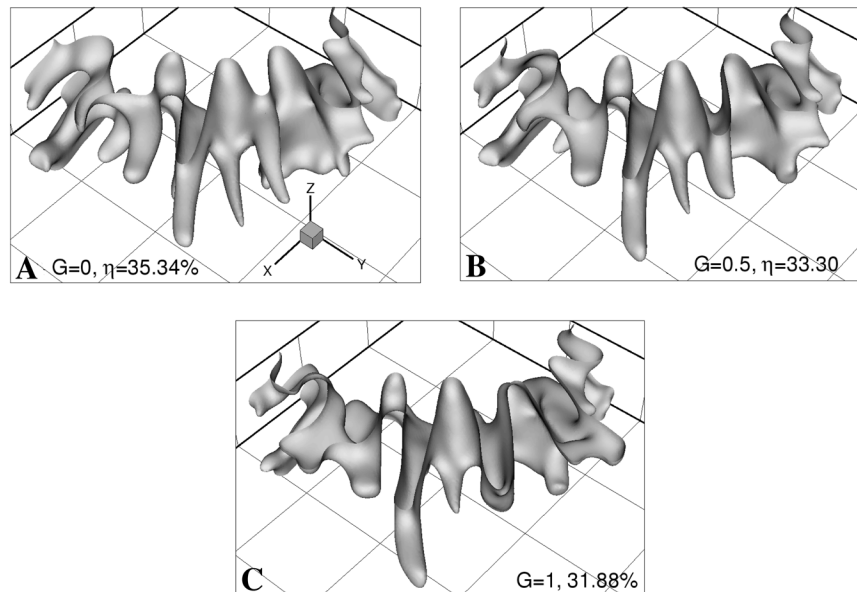 Z
X
Y
A G=0, η=35.34%
B G=0.5, η=33.30
C G=1, 31.88%